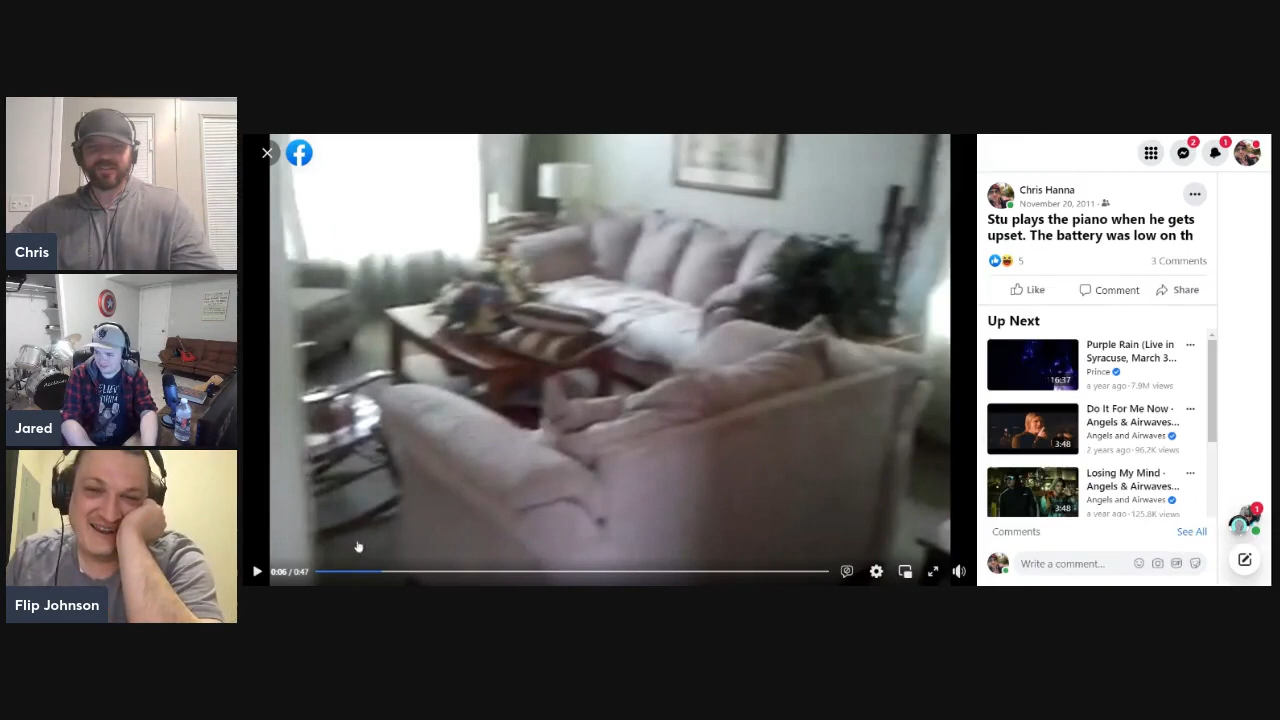 Chris
Jared
Flip Johnson
0:06 / 0:47
2
1
Chris Hanna
November 20, 2011 ·
Stu plays the piano when he gets
upset. The battery was low on th
5
3 Comments
Like
Comment
Share
Up Next
Purple Rain (Live in
Syracuse, March 3...
Prince
a year ago · 7.9M views
16:37
Do It For Me Now ·
Angels & Airwaves...
Angels and Airwaves
2 years ago · 96.2K views
3:48
Losing My Mind ·
Angels & Airwaves...
Angels and Airwaves
a year ago · 125.8K views
3:48
Comments
See All
Write a comment...
GIF
1